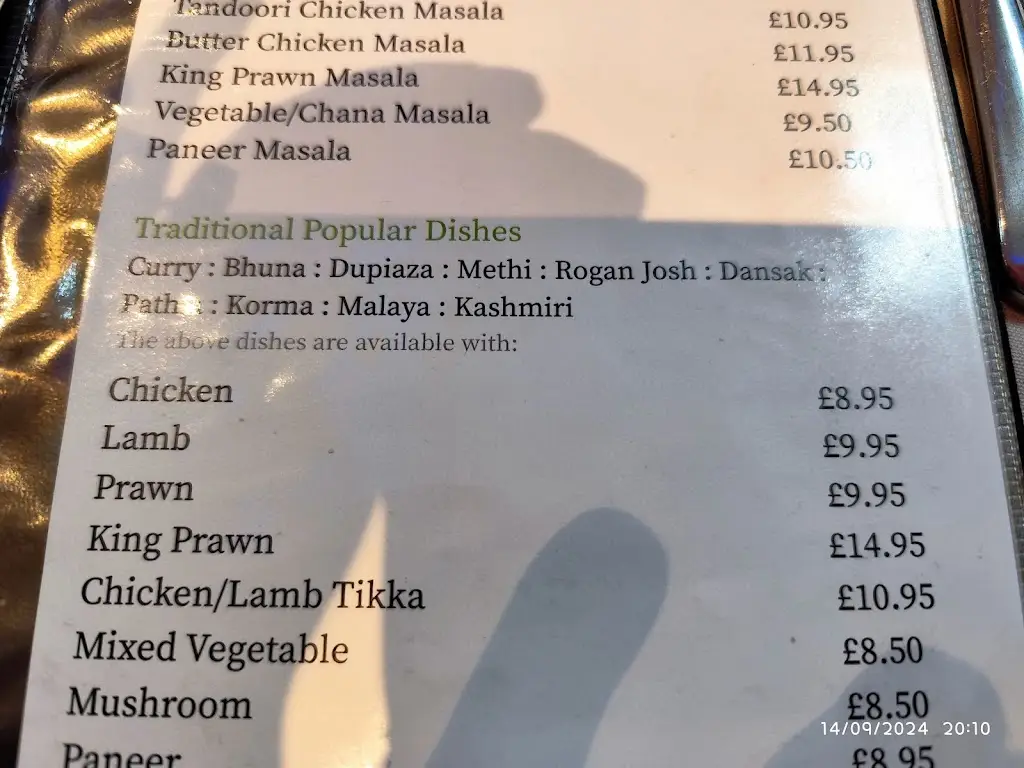 Tandoori Chicken Masala £10.95
Butter Chicken Masala £11.95
King Prawn Masala £14.95
Vegetable/Chana Masala £9.50
Paneer Masala £10.50
Traditional Popular Dishes
Curry : Bhuna : Dupiaza : Methi : Rogan Josh : Dansak :
: Korma : Malaya : Kashmiri
The above dishes are available with:
Chicken £8.95
Lamb £9.95
Prawn £9.95
King Prawn £14.95
Chicken/Lamb Tikka £10.95
Mixed Vegetable £8.50
Mushroom £8.50
Paneer £8.95
14/09/2024 20:10